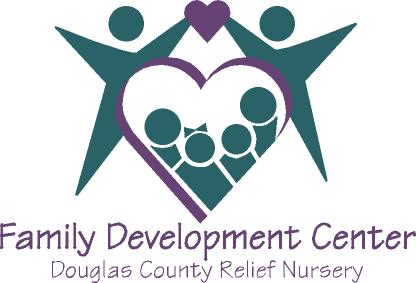 Family Development Center
Douglas County Relief Nursery